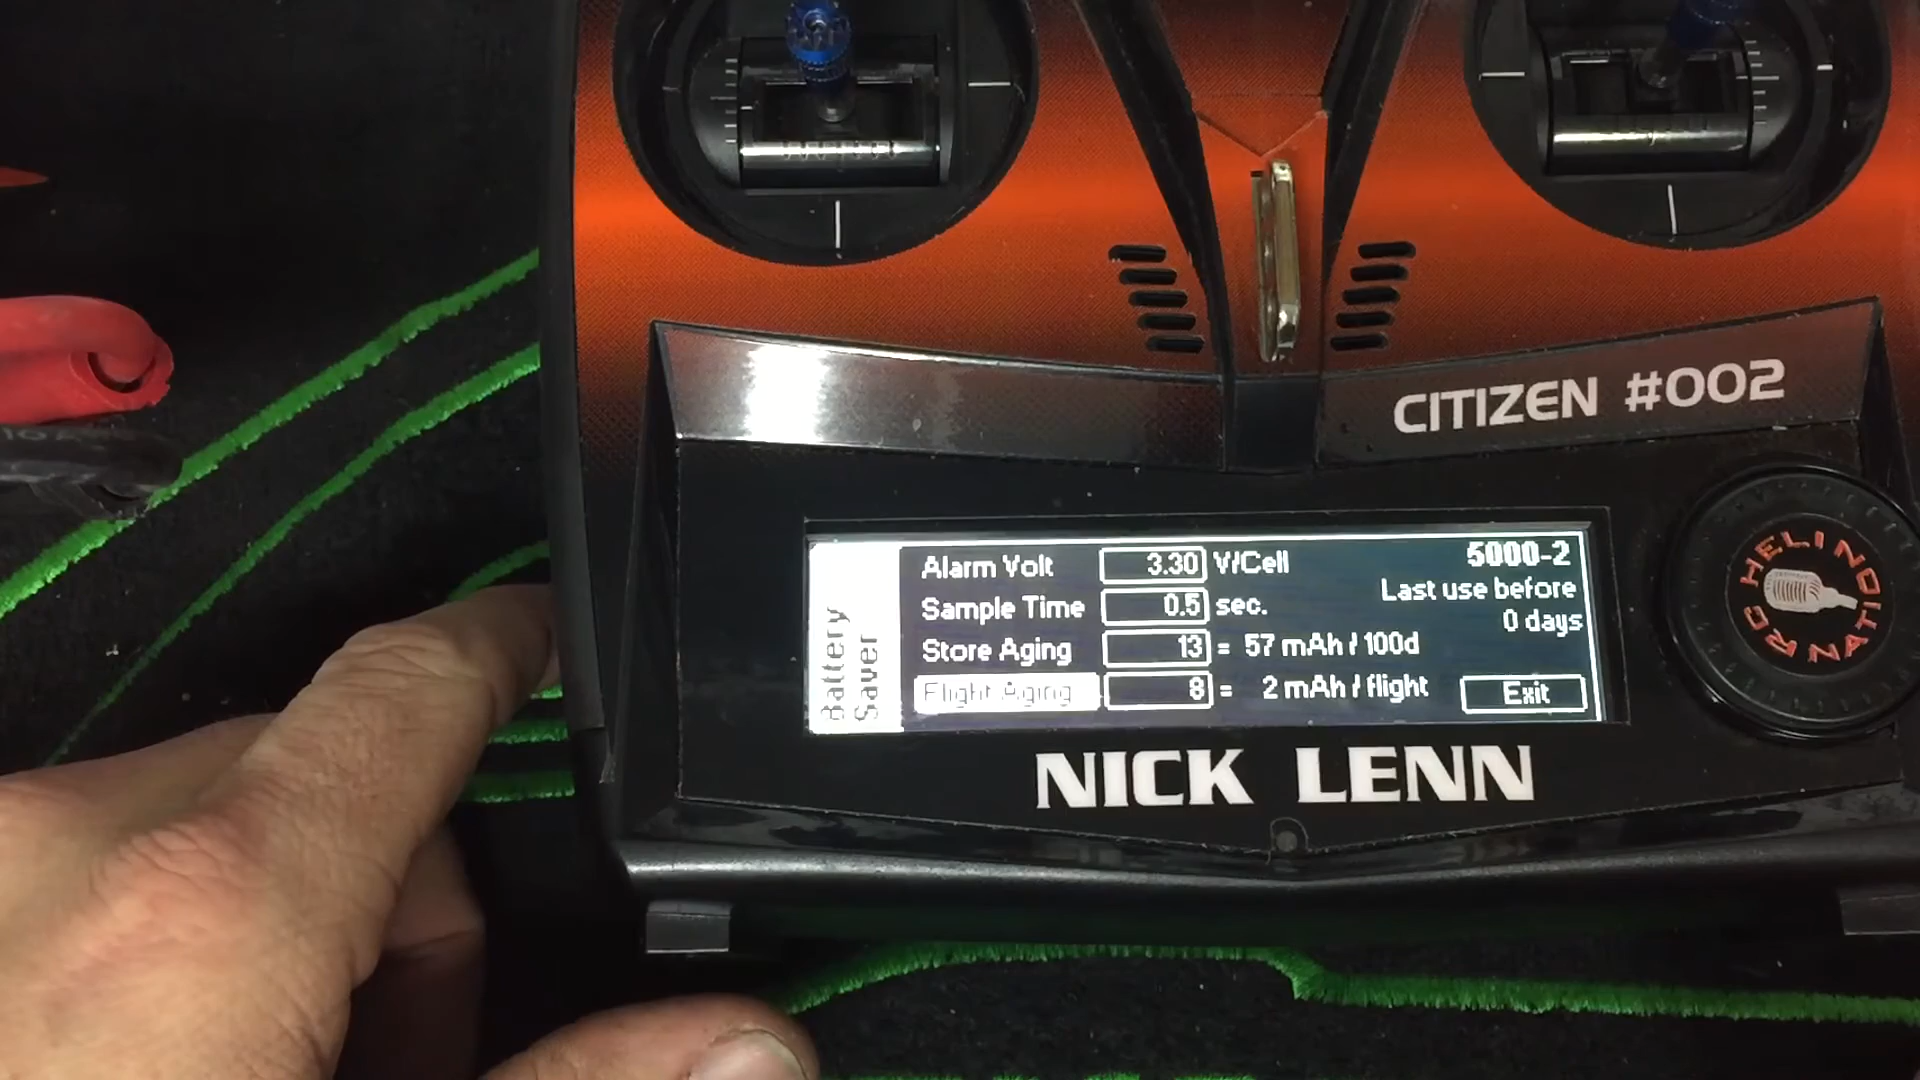 CITIZEN #002
Battery Saver
Alarm Volt 3.30 V/Cell
5000-2
Sample Time 0.5 sec.
Last use before
0 days
Store Aging 13 = 57 mAh / 100d
Flight Aging 8 = 2 mAh / flight
Exit
NICK LENN
RC HELI NATION